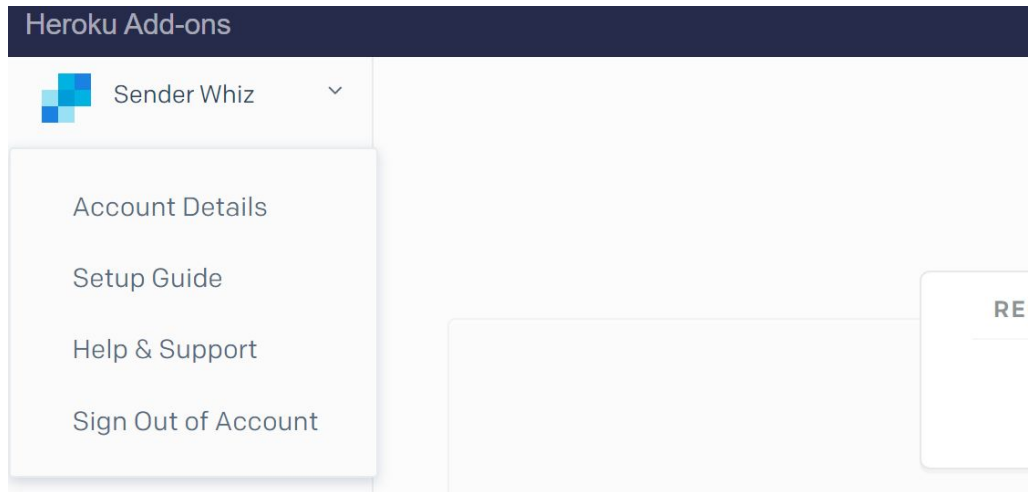 Heroku Add-ons
Sender Whiz
Account Details
Setup Guide
Help & Support
Sign Out of Account
RE